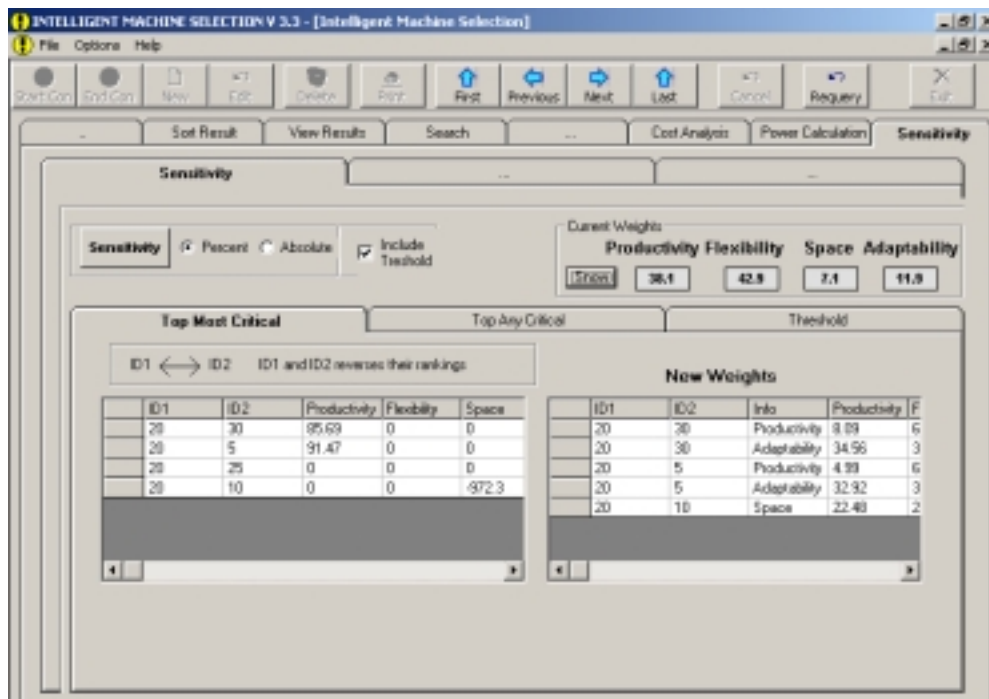 INTELLIGENT MACHINE SELECTION V 3.3 - [Intelligent Machine Selection]
File Options Help
Start Con End Con New Edit Delete Print First Previous Next Last Cancel Requery Exit
.. Sort Result View Results Search ... Cost Analysis Power Calculation Sensitivity
Sensitivity ... ...
Current Weights
Sensitivity Percent Absolute Include Treshold
Productivity Flexibility Space Adaptability
Show 38.1 42.9 7.1 11.9
Top Most Critical Top Any Critical Threshold
ID1 <—> ID2 ID1 and ID2 reverses their rankings
New Weights
ID1 ID2 Productivity Flexibility Space
20 30 85.69 0 0
20 5 91.47 0 0
20 25 0 0 0
20 10 0 0 -972.3
ID1 ID2 Info Productivity F
20 30 Productivity 8.09 6
20 30 Adaptability 34.56 3
20 5 Productivity 4.99 6
20 5 Adaptability 32.92 3
20 10 Space 22.48 2